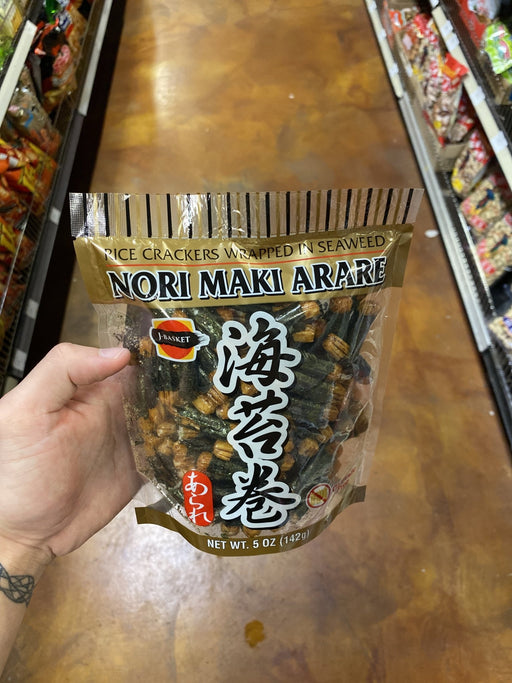 RICE CRACKERS WRAPPED IN SEAWEED
NORI MAKI ARARE
J-BASKET
海苔巻
あられ
NET WT. 5 OZ (142g)